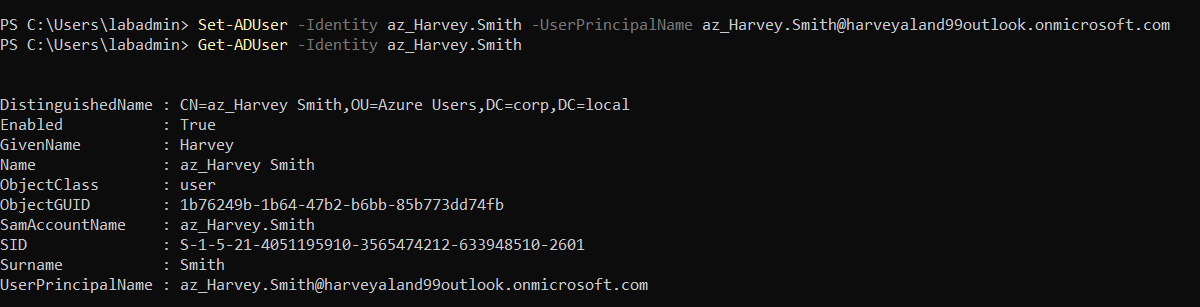 PS C:\Users\labadmin> Set-ADUser -Identity az_Harvey.Smith -UserPrincipalName az_Harvey.Smith@harveyaland99outlook.onmicrosoft.com
PS C:\Users\labadmin> Get-ADUser -Identity az_Harvey.Smith
DistinguishedName : CN=az_Harvey Smith,OU=Azure Users,DC=corp,DC=local
Enabled           : True
GivenName         : Harvey
Name              : az_Harvey Smith
ObjectClass       : user
ObjectGUID        : 1b76249b-1b64-47b2-b6bb-85b773dd74fb
SamAccountName    : az_Harvey.Smith
SID               : S-1-5-21-4051195910-3565474212-633948510-2601
Surname           : Smith
UserPrincipalName : az_Harvey.Smith@harveyaland99outlook.onmicrosoft.com